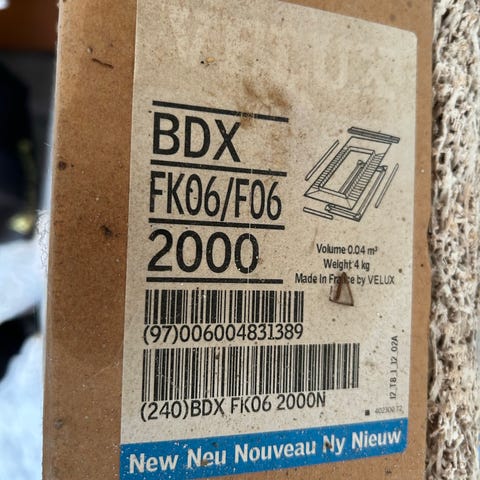 BDX
FK06/F06
2000
Volume 0.04 m³
Weight 4 kg
Made In France by VELUX
(97)006004831389
(240)BDX FK06 2000N
12_TB_1_12_02A
New Neu Nouveau Ny Nieuw